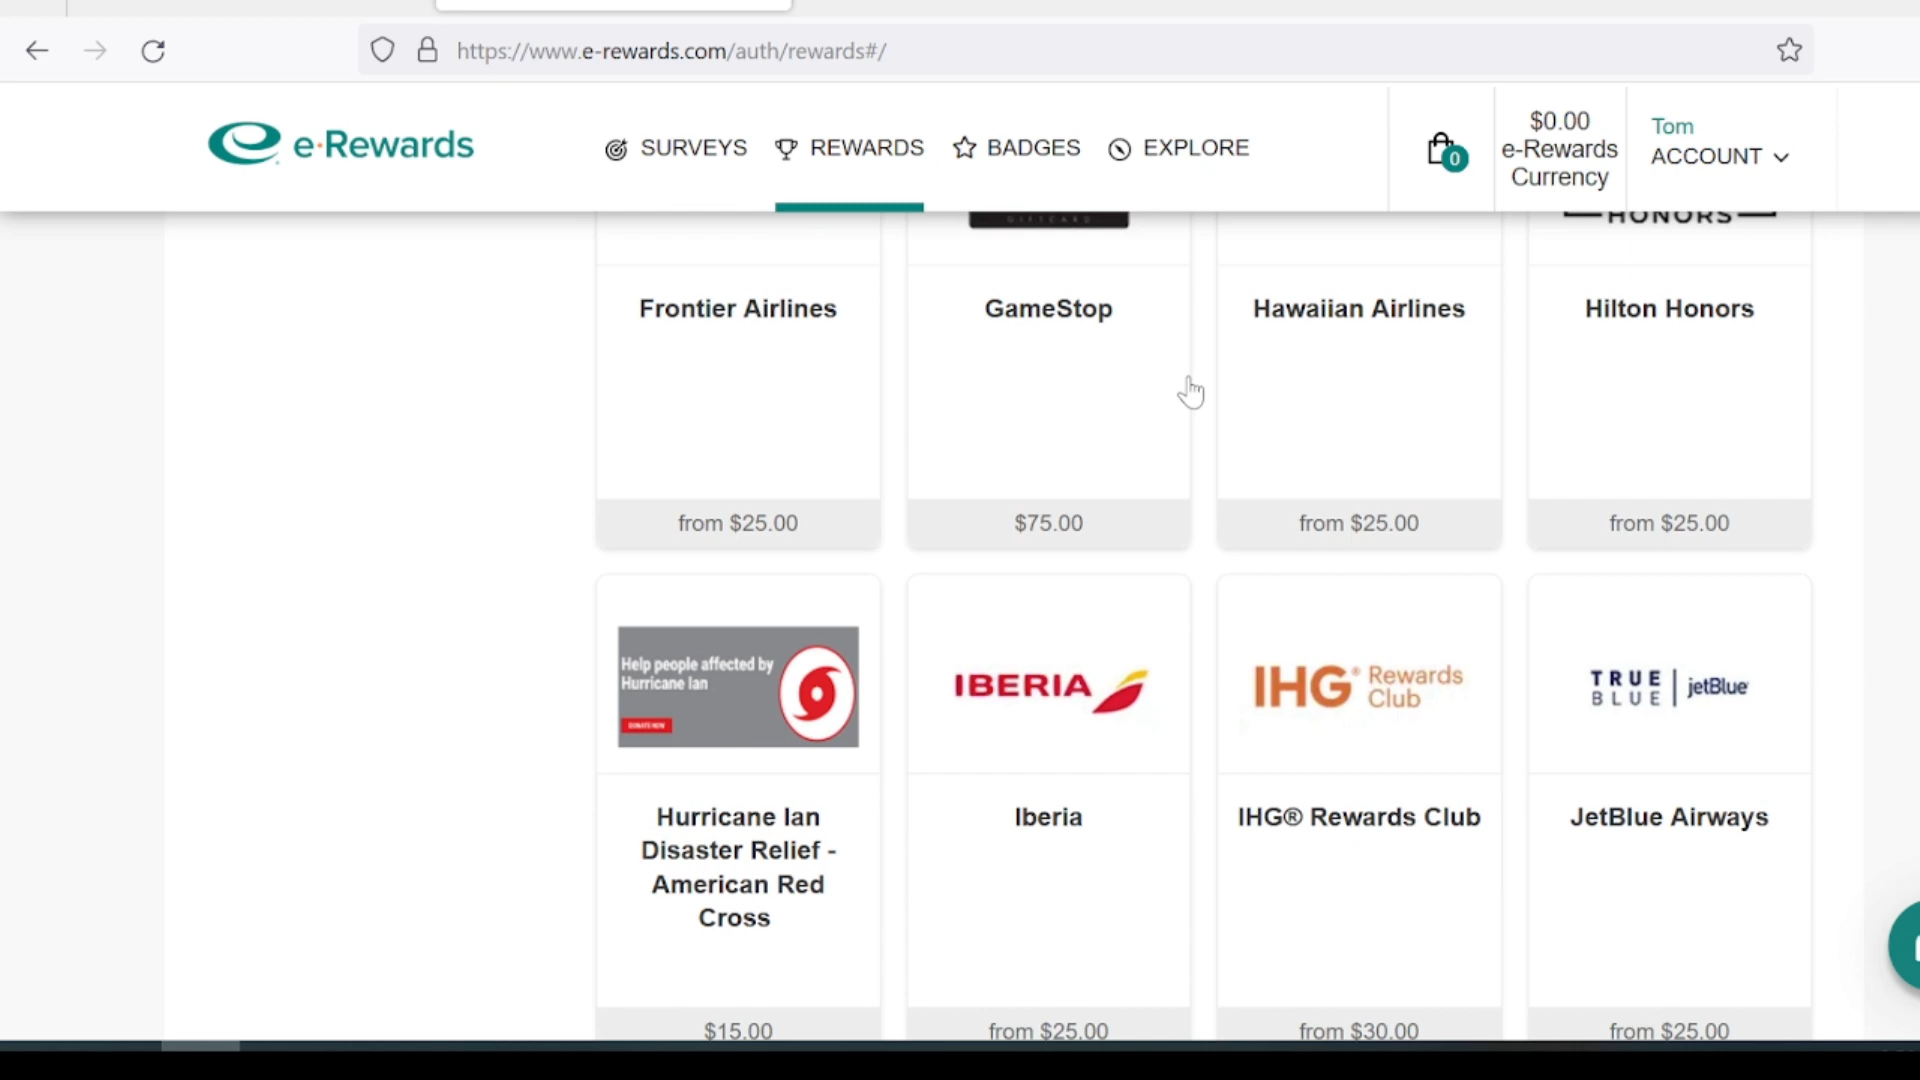 https://www.e-rewards.com/auth/rewards#/
e-Rewards
SURVEYS
REWARDS
BADGES
EXPLORE
0
$0.00
e-Rewards
Currency
Tom
ACCOUNT
GIFTCARD
HONORS
Frontier Airlines
GameStop
Hawaiian Airlines
Hilton Honors
from $25.00
$75.00
from $25.00
from $25.00
Help people affected by
Hurricane Ian
DONATE NOW
IBERIA
IHG® Rewards
Club
TRUE
BLUE
jetBlue
Hurricane Ian
Disaster Relief -
American Red
Cross
Iberia
IHG® Rewards Club
JetBlue Airways
$15.00
from $25.00
from $30.00
from $25.00